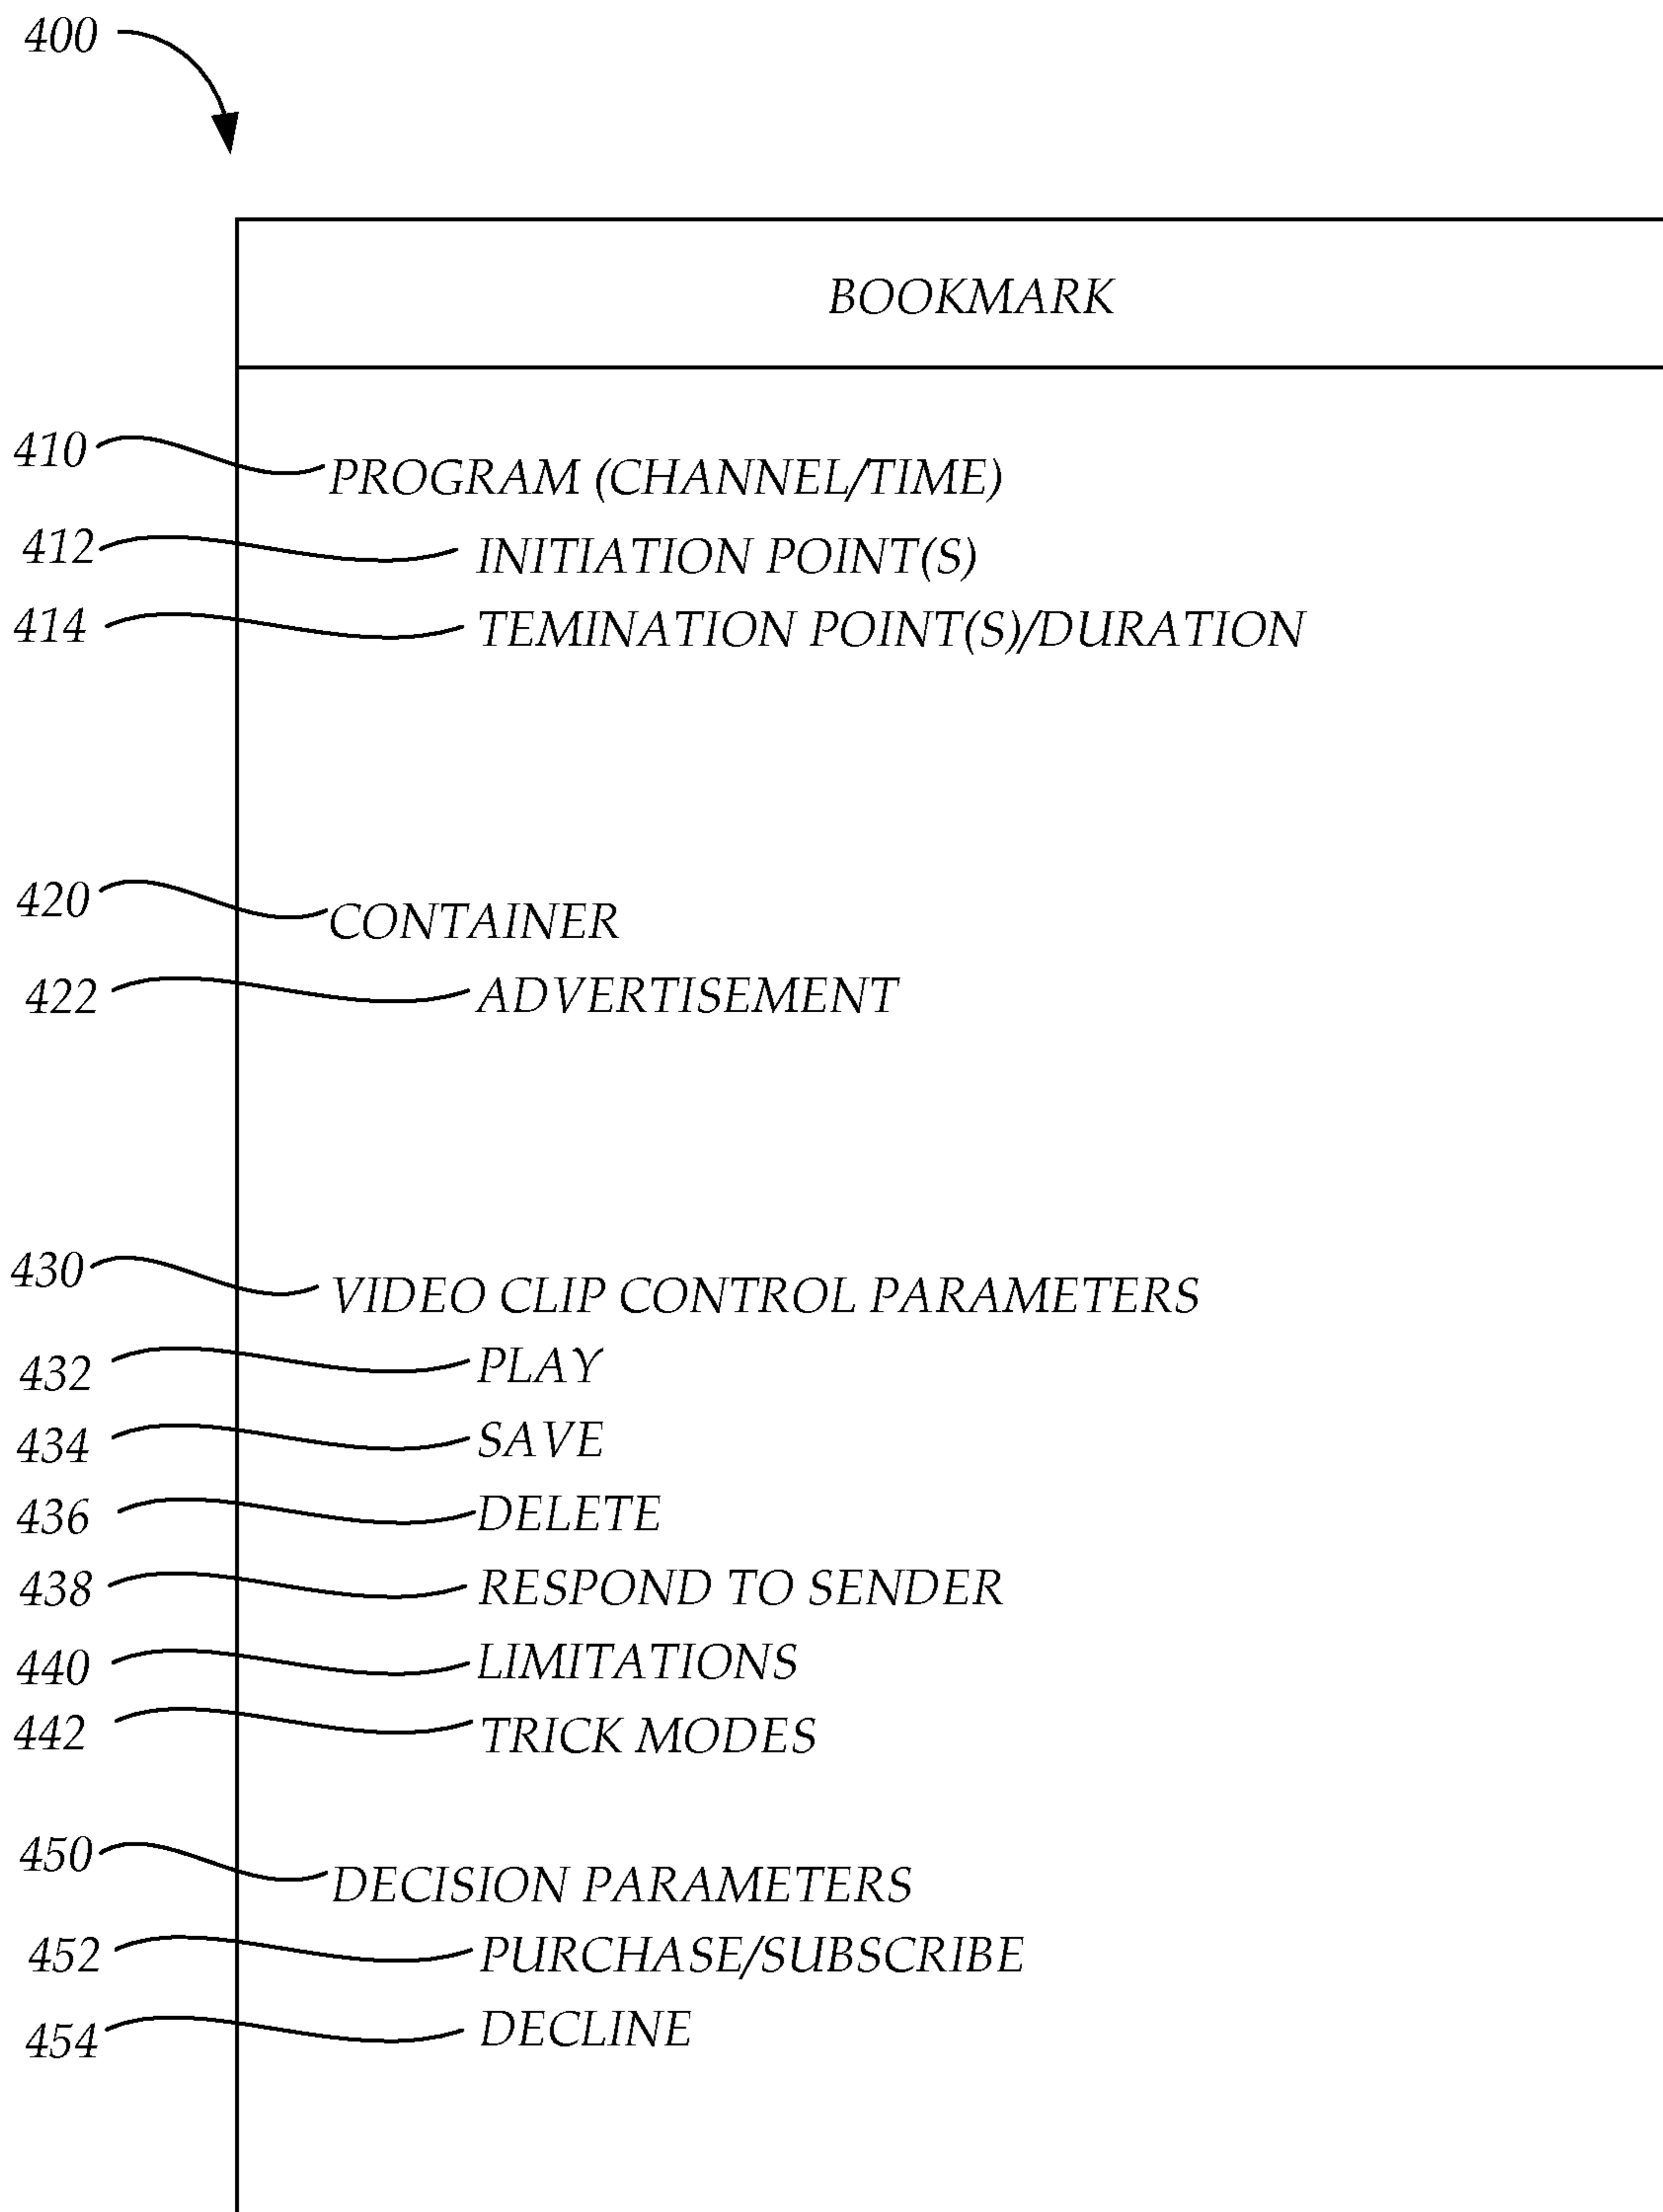 400
BOOKMARK
410 PROGRAM (CHANNEL/TIME)
412 INITIATION POINT(S)
414 TEMINATION POINT(S)/DURATION
420 CONTAINER
422 ADVERTISEMENT
430 VIDEO CLIP CONTROL PARAMETERS
432 PLAY
434 SAVE
436 DELETE
438 RESPOND TO SENDER
440 LIMITATIONS
442 TRICK MODES
450 DECISION PARAMETERS
452 PURCHASE/SUBSCRIBE
454 DECLINE